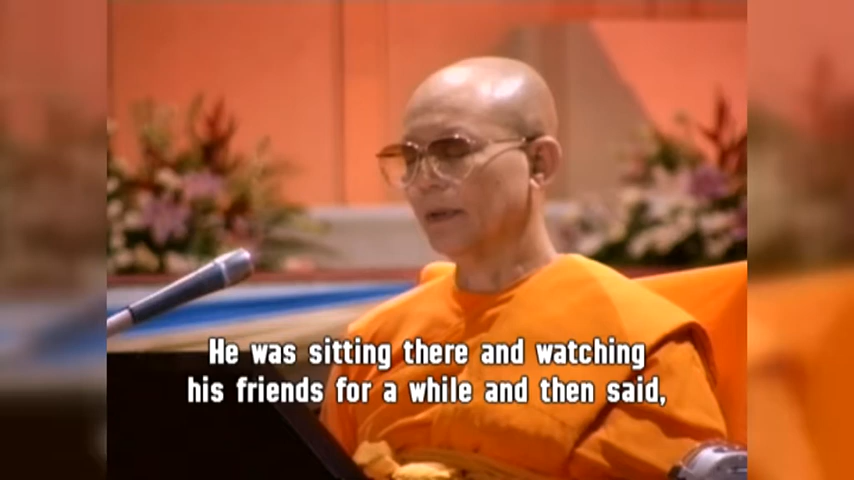 He was sitting there and watching
his friends for a while and then said,